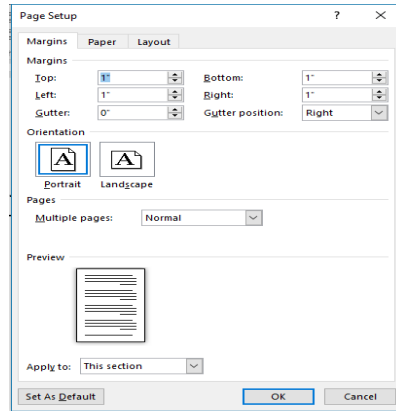 Page Setup ? ×
Margins Paper Layout
Margins
Top: 1" Bottom: 1"
Left: 1" Right: 1"
Gutter: 0" Gutter position: Right
Orientation
A A
Portrait Landscape
Pages
Multiple pages: Normal
Preview
Apply to: This section
Set As Default OK Cancel